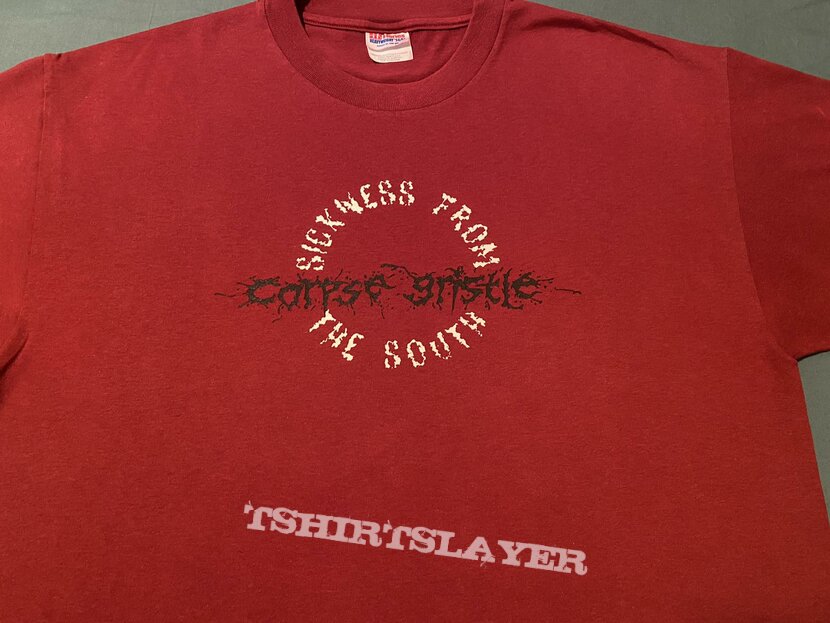 SICKNESS FROM
corpse gristle
THE SOUTH
TSHIRTSLAYER